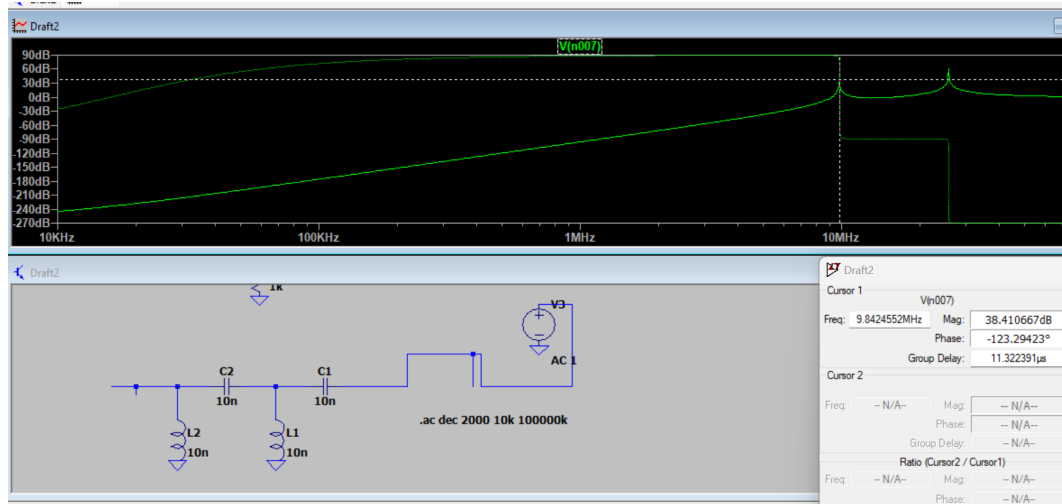 Draft2
V(n007)
90dB
60dB
30dB
0dB
-30dB
-60dB
-90dB
-120dB
-150dB
-180dB
-210dB
-240dB
-270dB
10KHz 100KHz 1MHz 10MHz
Draft2
1k
V3
AC 1
C2
10n
C1
10n
.ac dec 2000 10k 100000k
L2
10n
L1
10n
Draft2
Cursor 1
V(n007)
Freq: 9.8424552MHz Mag: 38.410667dB
Phase: -123.29423°
Group Delay: 11.322391µs
Cursor 2
Freq: -- N/A-- Mag: -- N/A--
Phase: -- N/A--
Group Delay: -- N/A--
Ratio (Cursor2 / Cursor1)
Freq: -- N/A-- Mag: -- N/A--
Phase: -- N/A--